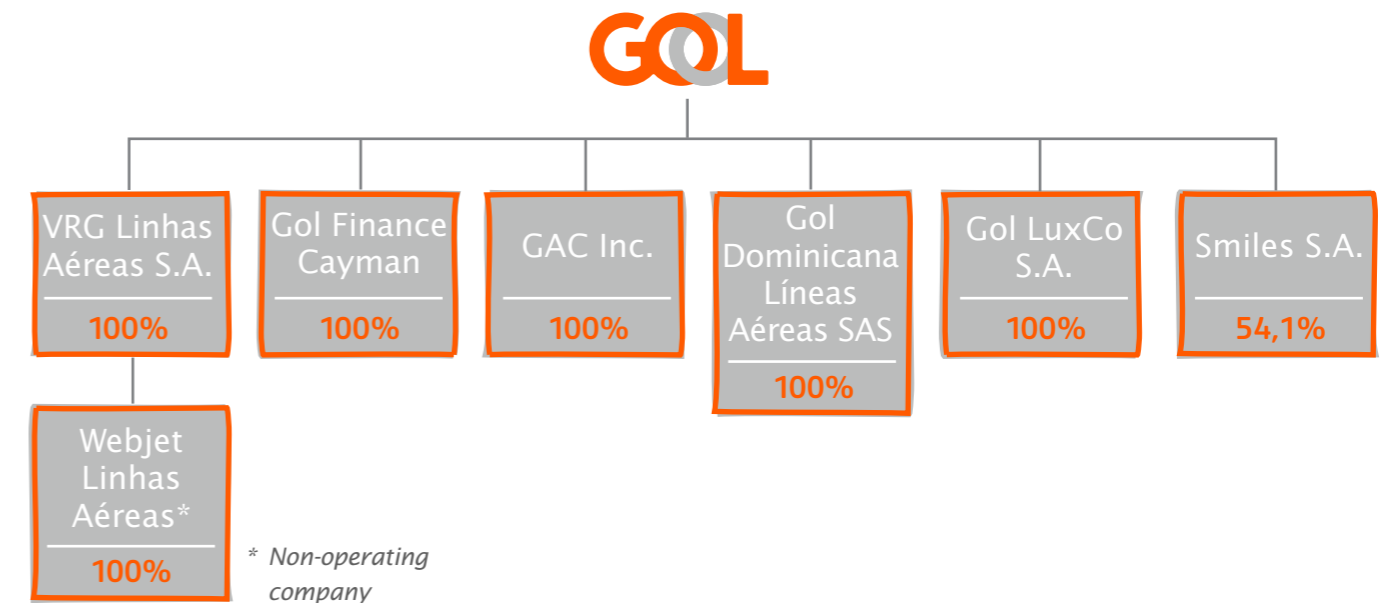 GOL
VRG Linhas
Aéreas S.A.
100%
Gol Finance
Cayman
100%
GAC Inc.
100%
Gol
Dominicana
Líneas
Aéreas SAS
100%
Gol LuxCo
S.A.
100%
Smiles S.A.
54,1%
Webjet
Linhas
Aéreas*
100%
* Non-operating
company